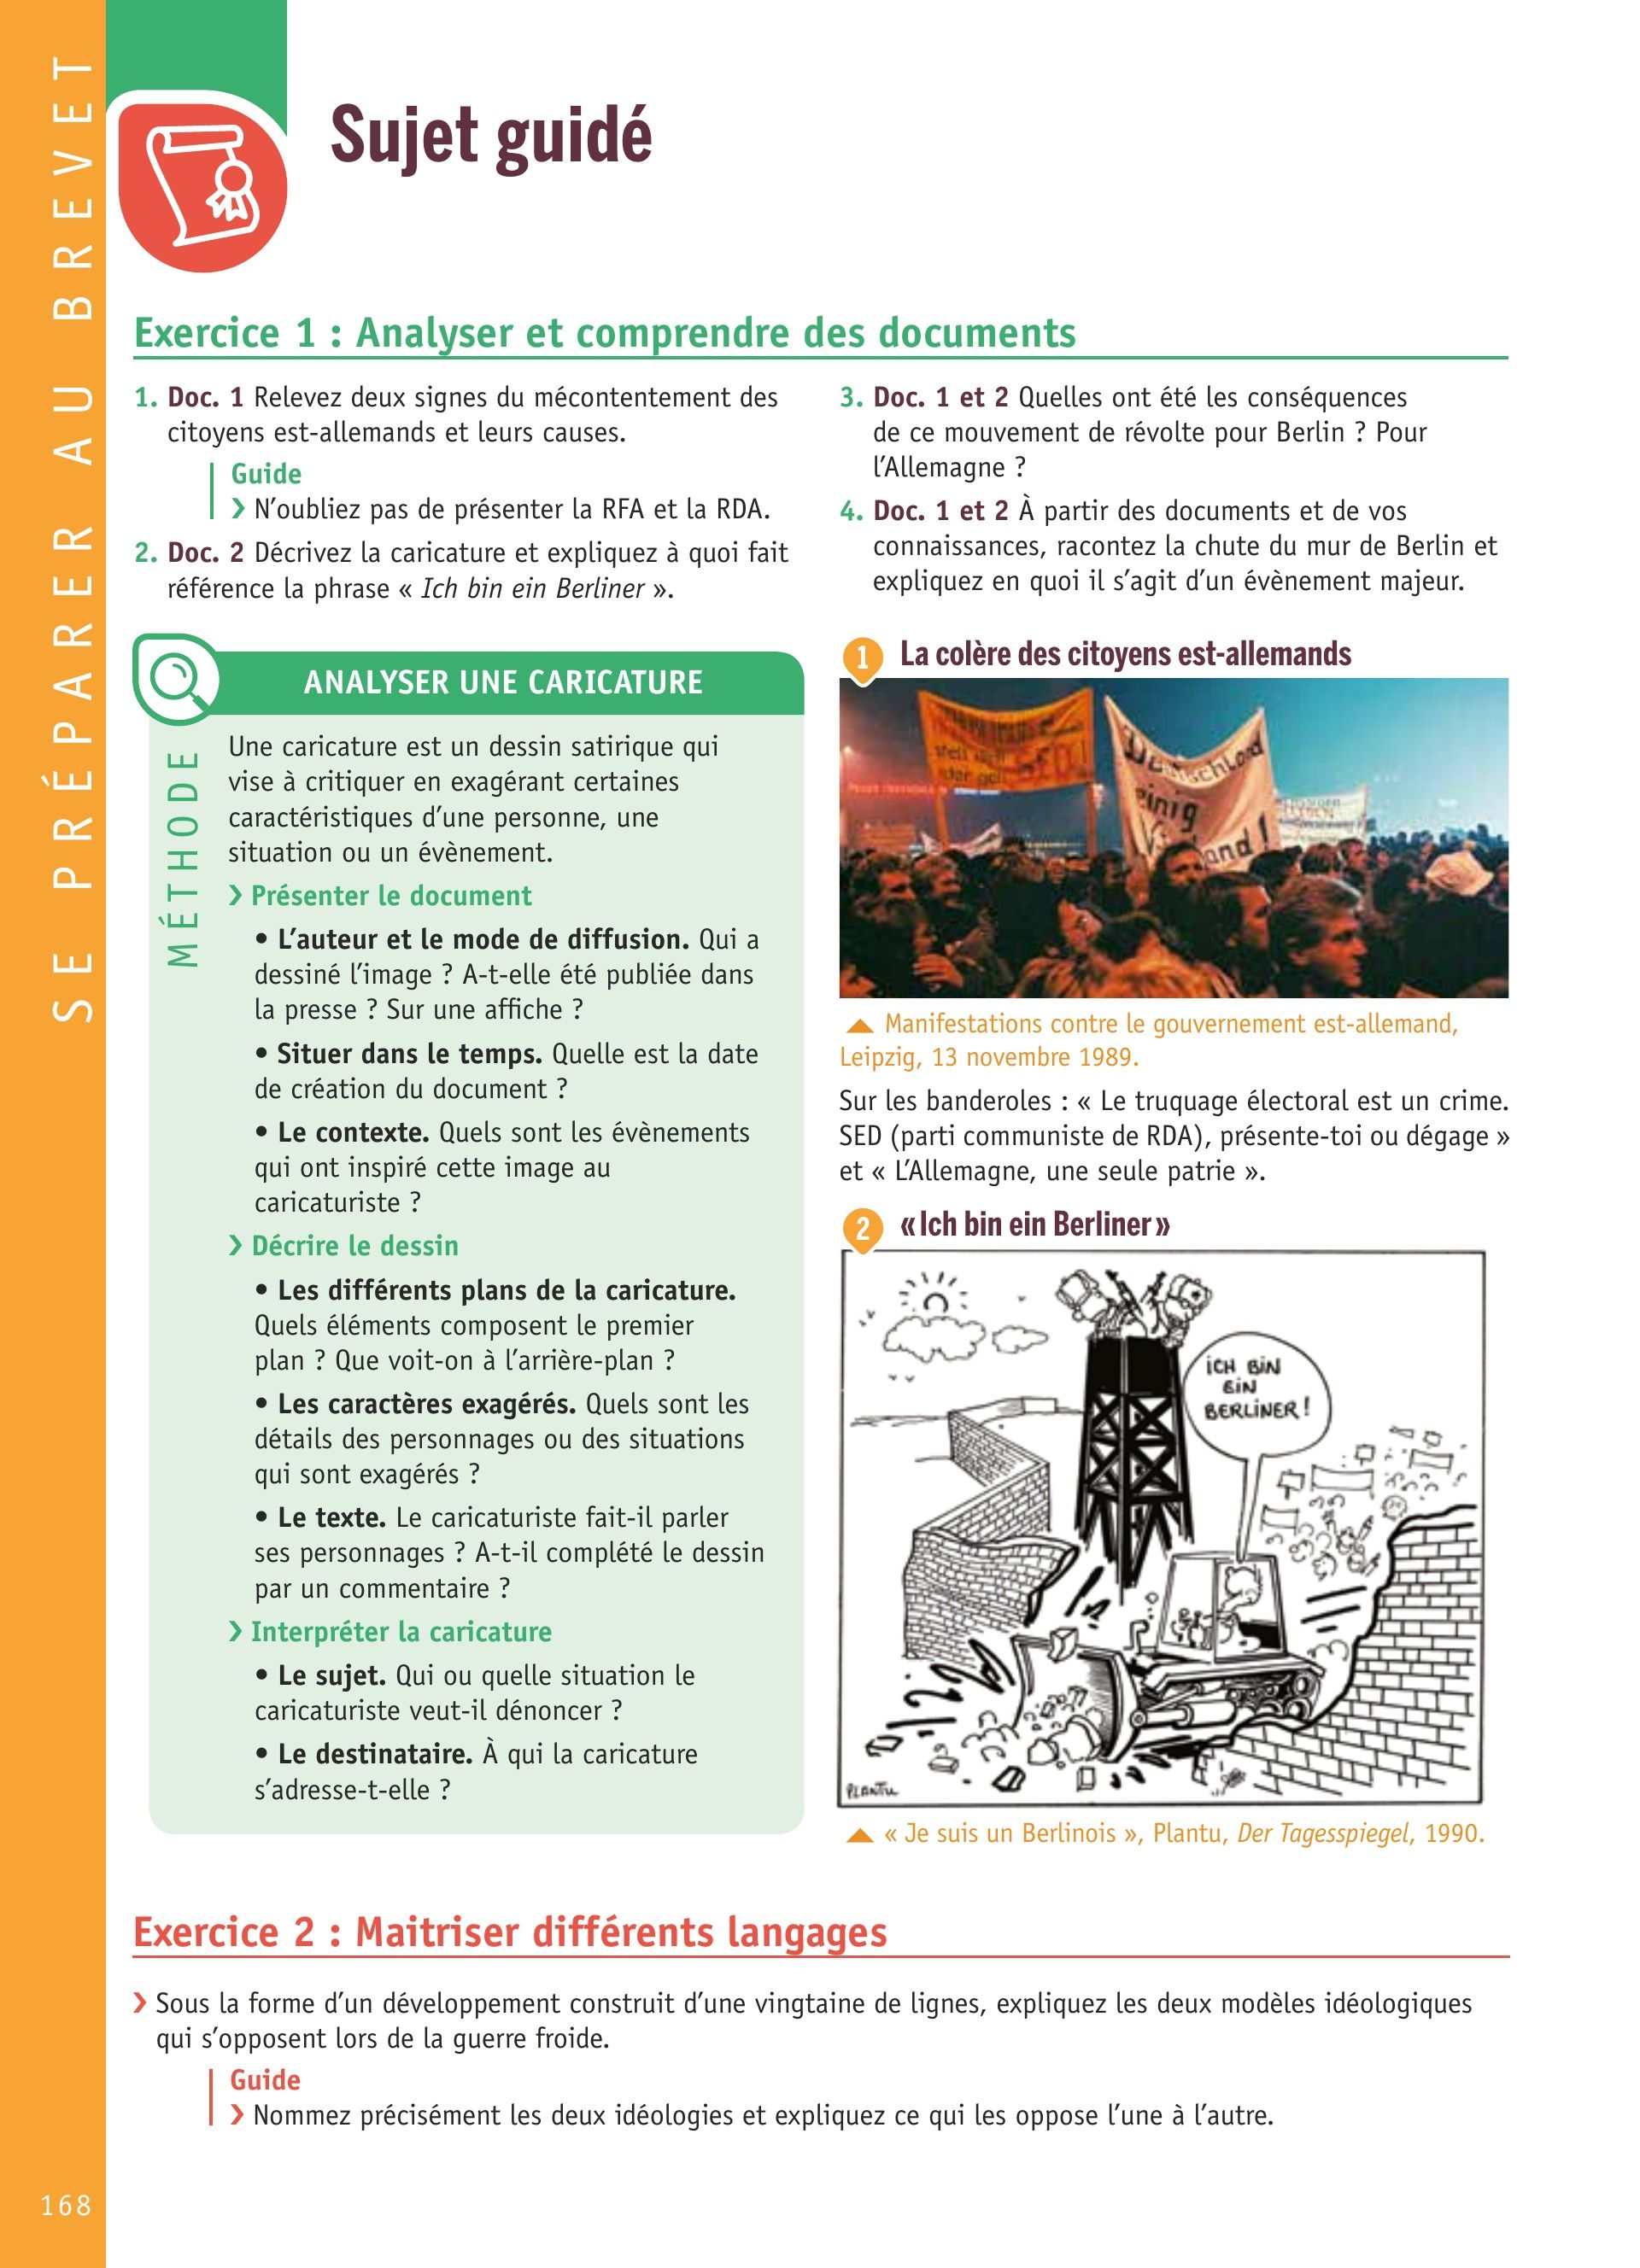 SE PRÉPARER AU BREVET
Sujet guidé
Exercice 1 : Analyser et comprendre des documents
1. Doc. 1 Relevez deux signes du mécontentement des
citoyens est-allemands et leurs causes.
Guide
› N’oubliez pas de présenter la RFA et la RDA.
2. Doc. 2 Décrivez la caricature et expliquez à quoi fait
référence la phrase « Ich bin ein Berliner ».
3. Doc. 1 et 2 Quelles ont été les conséquences
de ce mouvement de révolte pour Berlin ? Pour
l’Allemagne ?
4. Doc. 1 et 2 À partir des documents et de vos
connaissances, racontez la chute du mur de Berlin et
expliquez en quoi il s’agit d’un évènement majeur.
ANALYSER UNE CARICATURE
MÉTHODE
Une caricature est un dessin satirique qui
vise à critiquer en exagérant certaines
caractéristiques d’une personne, une
situation ou un évènement.
› Présenter le document
• L’auteur et le mode de diffusion. Qui a
dessiné l’image ? A-t-elle été publiée dans
la presse ? Sur une affiche ?
• Situer dans le temps. Quelle est la date
de création du document ?
• Le contexte. Quels sont les évènements
qui ont inspiré cette image au
caricaturiste ?
› Décrire le dessin
• Les différents plans de la caricature.
Quels éléments composent le premier
plan ? Que voit-on à l’arrière-plan ?
• Les caractères exagérés. Quels sont les
détails des personnages ou des situations
qui sont exagérés ?
• Le texte. Le caricaturiste fait-il parler
ses personnages ? A-t-il complété le dessin
par un commentaire ?
› Interpréter la caricature
• Le sujet. Qui ou quelle situation le
caricaturiste veut-il dénoncer ?
• Le destinataire. À qui la caricature
s’adresse-t-elle ?
1 La colère des citoyens est-allemands
SED!
Deutschland
einig
Manifestations contre le gouvernement est-allemand,
Leipzig, 13 novembre 1989.
Sur les banderoles : « Le truquage électoral est un crime.
SED (parti communiste de RDA), présente-toi ou dégage »
et « L’Allemagne, une seule patrie ».
2 « Ich bin ein Berliner »
ICH BIN
EIN
BERLINER !
PLANTU
« Je suis un Berlinois », Plantu, Der Tagesspiegel, 1990.
Exercice 2 : Maitriser différents langages
› Sous la forme d’un développement construit d’une vingtaine de lignes, expliquez les deux modèles idéologiques
qui s’opposent lors de la guerre froide.
Guide
› Nommez précisément les deux idéologies et expliquez ce qui les oppose l’une à l’autre.
168